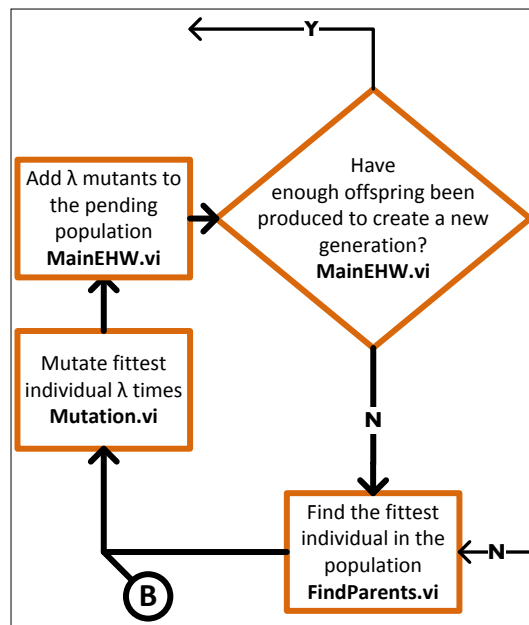 Y
Have
enough offspring been
produced to create a new
generation?
MainEHW.vi
Add λ mutants to
the pending
population
MainEHW.vi
Mutate fittest
individual λ times
Mutation.vi
N
Find the fittest
individual in the
population
FindParents.vi
N
B